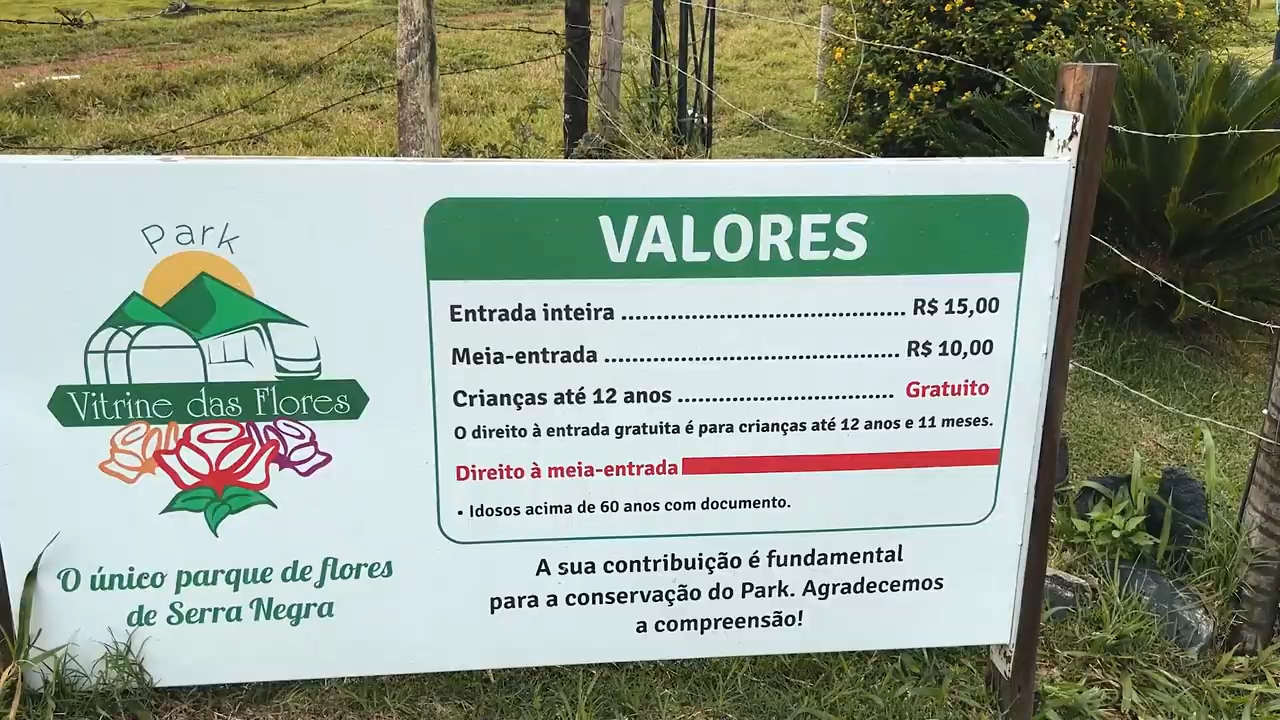 Park
Vitrine das Flores
O único parque de flores
de Serra Negra
VALORES
Entrada inteira ........................................ R$ 15,00
Meia-entrada .......................................... R$ 10,00
Crianças até 12 anos ............................... Gratuito
O direito à entrada gratuita é para crianças até 12 anos e 11 meses.
Direito à meia-entrada
• Idosos acima de 60 anos com documento.
A sua contribuição é fundamental
para a conservação do Park. Agradecemos
a compreensão!